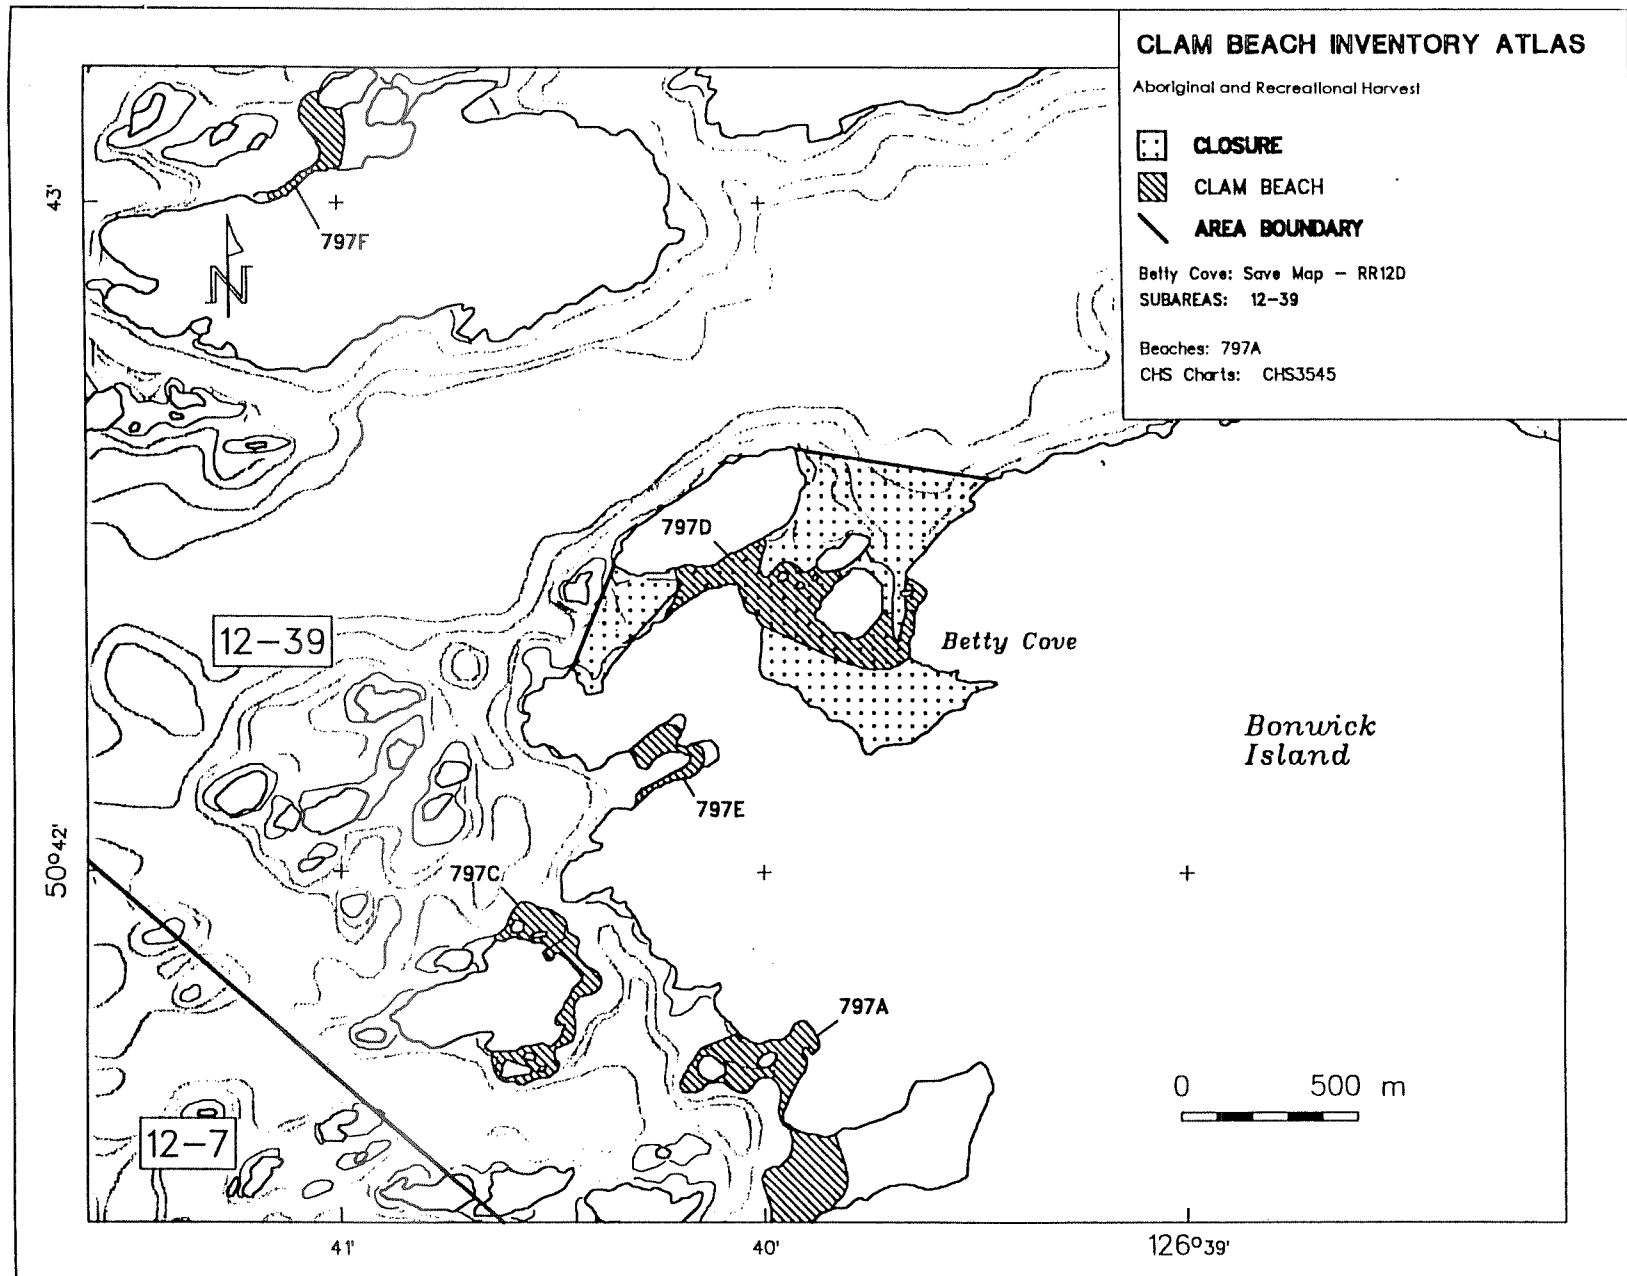 CLAM BEACH INVENTORY ATLAS
Aboriginal and Recreational Harvest
CLOSURE
CLAM BEACH
AREA BOUNDARY
Betty Cove: Save Map - RR12D
SUBAREAS: 12-39
Beaches: 797A
CHS Charts: CHS3545
43'
797F
N
797D
12-39
Betty Cove
Bonwick
Island
797E
50°42'
797C
797A
0 500 m
12-7
41'
40'
126°39'